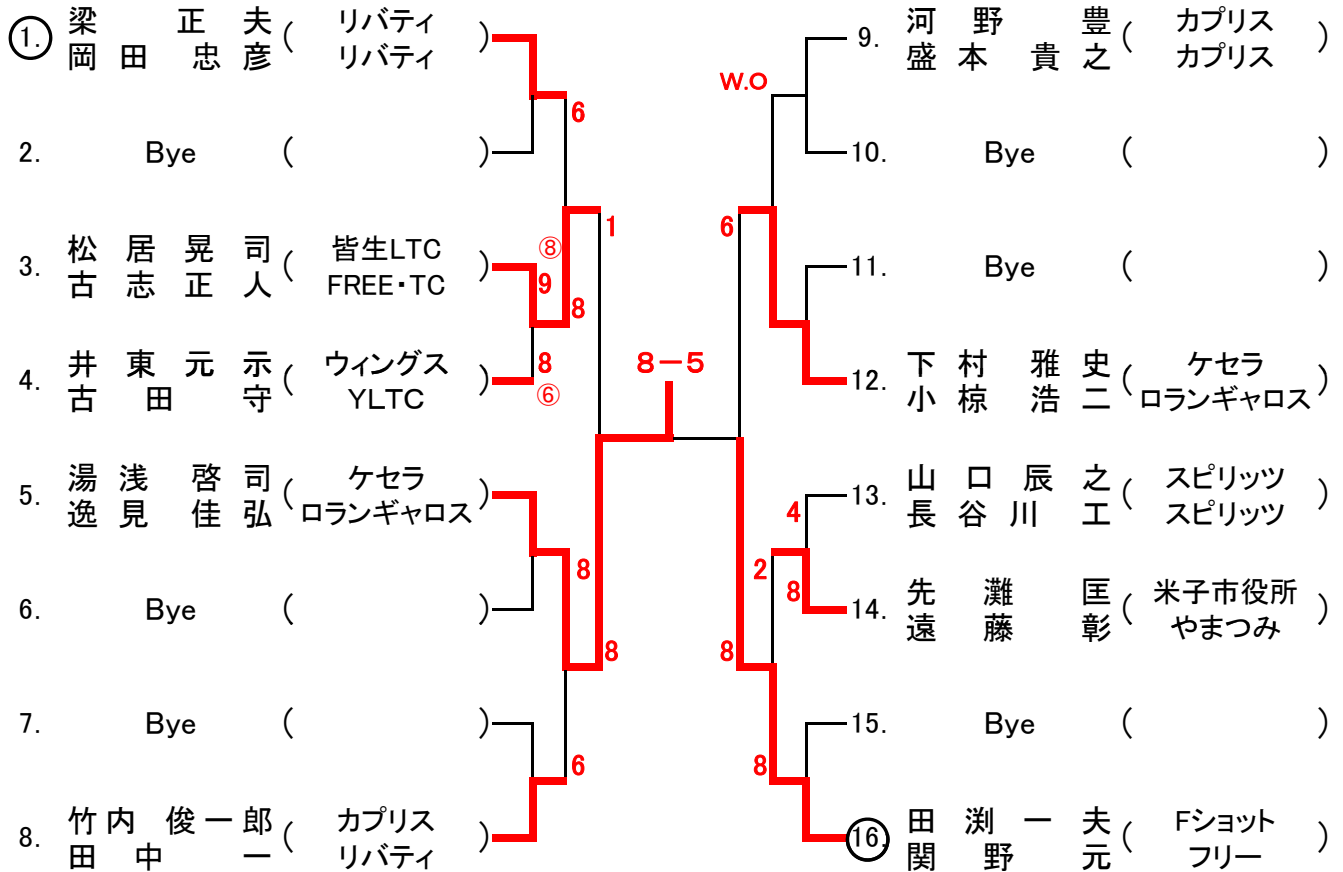 ①. 梁正夫 ( リバティ )
岡田忠彦 リバティ
6
2. Bye ( )
1
3. 松居晃司 ( 皆生LTC ) ⑧
古志正人 FREE・TC 9
8
4. 井東元示 ( ウィングス ) 8
古田守 YLTC ⑥
8-5
5. 湯浅啓司 ( ケセラ )
逸見佳弘 ロランギャロス
8
6. Bye ( )
8
7. Bye ( )
6
8. 竹内俊一郎 ( カプリス )
田中一 リバティ
9. 河野豊 ( カプリス )
盛本貴之 カプリス
W.O
10. Bye ( )
6
11. Bye ( )
12. 下村雅史 ( ケセラ )
小椋浩二 ロランギャロス
13. 山口辰之 ( スピリッツ )
長谷川工 スピリッツ
4
2
8
14. 先灘匡 ( 米子市役所 )
遠藤彰 やまつみ
8
15. Bye ( )
8
⑯. 田渕一夫 ( Fショット )
関野元 フリー